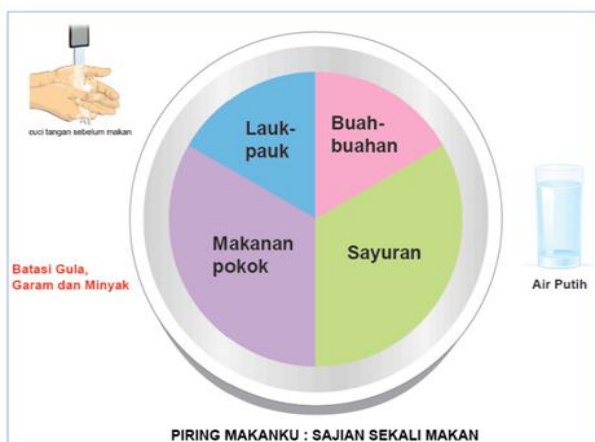 cuci tangan sebelum makan
Lauk-
pauk
Buah-
buahan
Makanan
pokok
Sayuran
Batasi Gula,
Garam dan Minyak
Air Putih
PIRING MAKANKU : SAJIAN SEKALI MAKAN